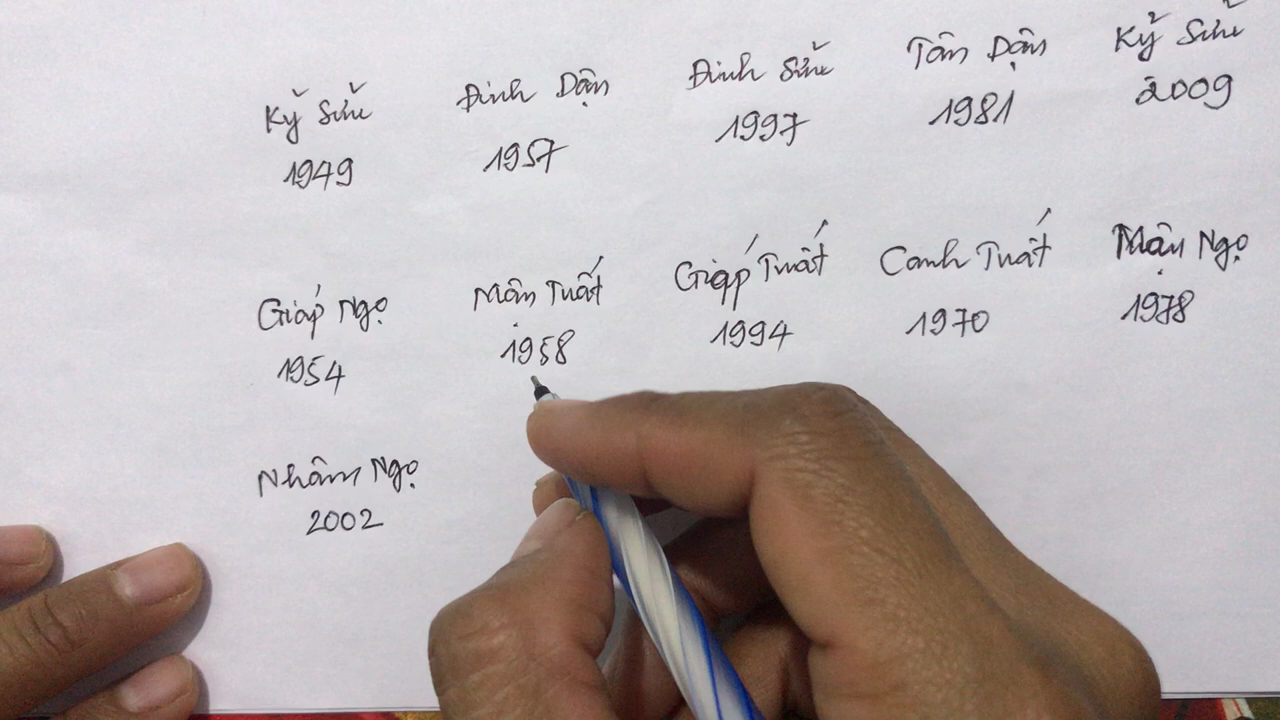 Kỷ Sửu Đinh Dậu Đinh Sửu Tân Dậu Kỷ Sửu
1949 1957 1997 1981 2009
Giáp Ngọ Mậu Tuất Giáp Tuất Canh Tuất Mậu Ngọ
1954 1958 1994 1970 1978
Nhâm Ngọ
2002